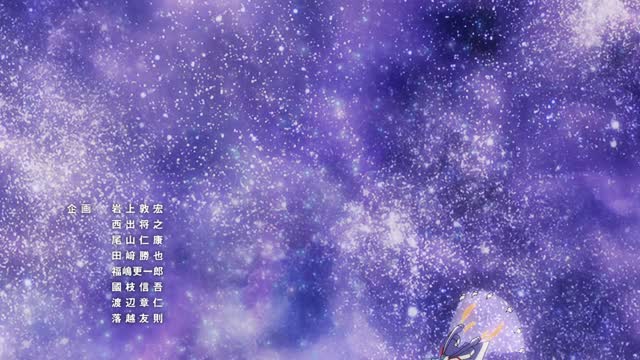 企画 岩上敦宏
西出将之
尾山仁康
田﨑勝也
福嶋更一郎
國枝信吾
渡辺章仁
落越友則